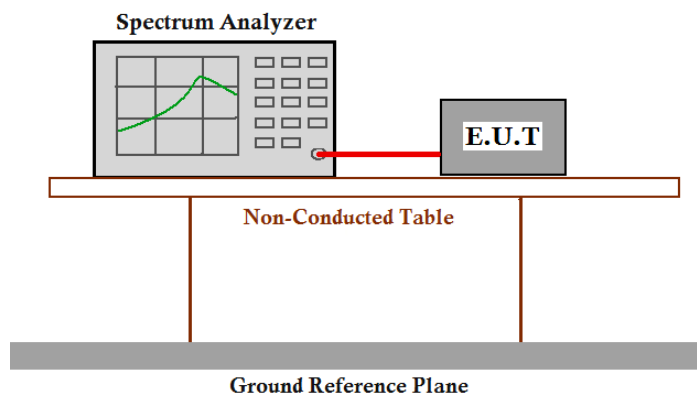 Spectrum Analyzer
E.U.T
Non-Conducted Table
Ground Reference Plane